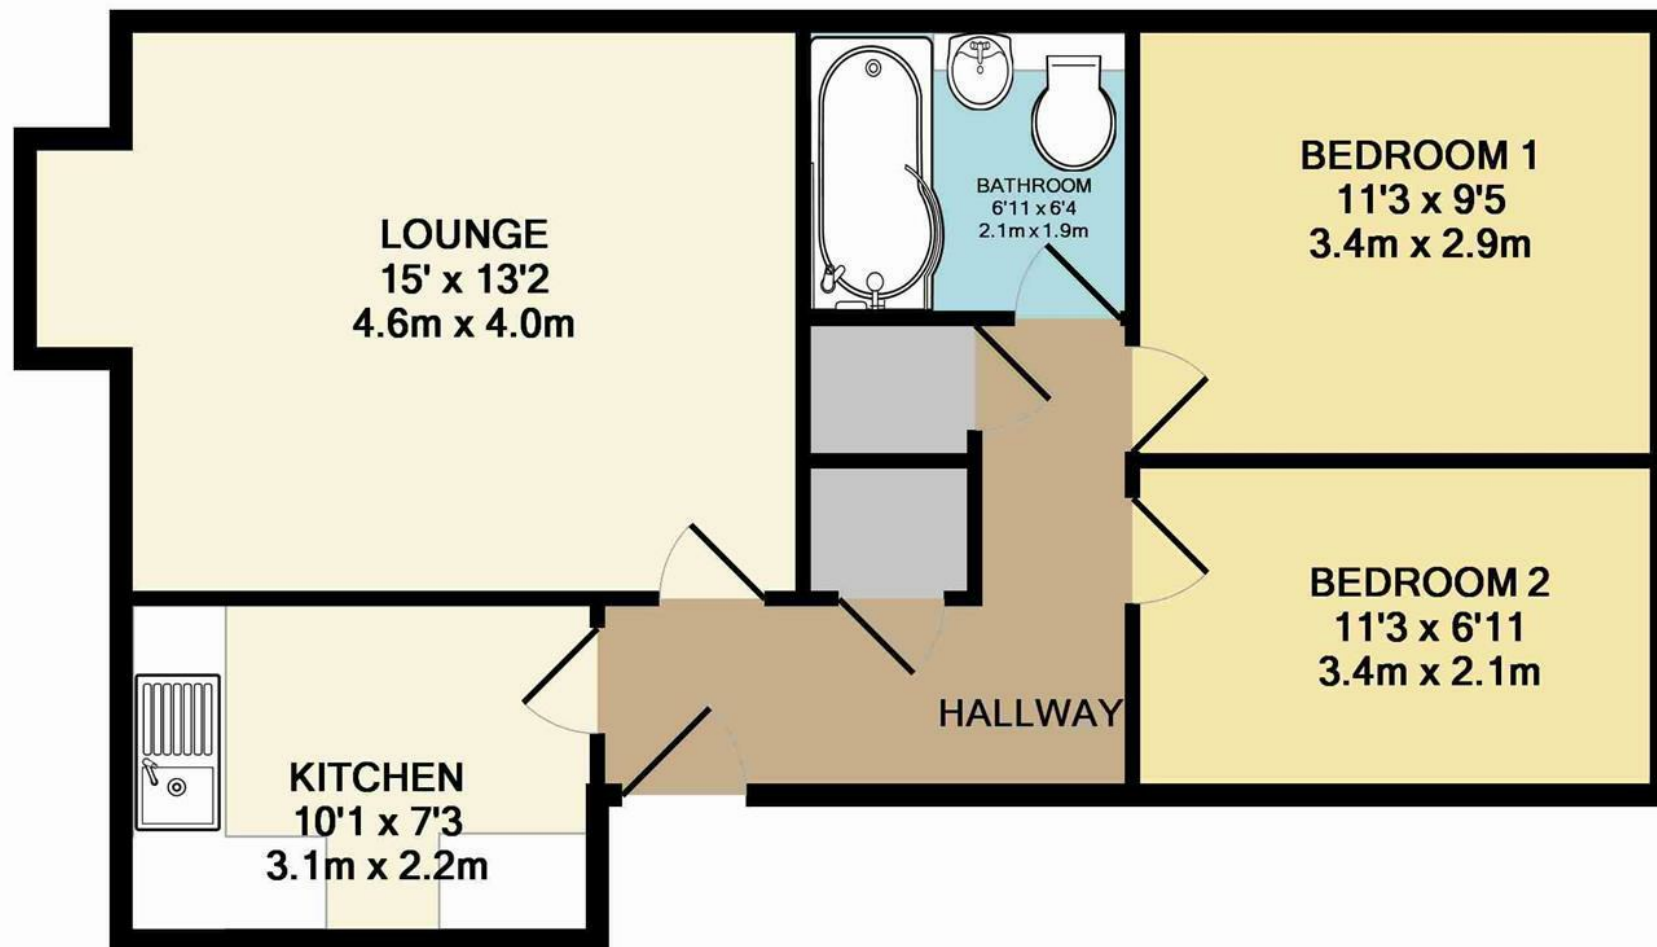 LOUNGE
15' x 13'2
4.6m x 4.0m
BATHROOM
6'11 x 6'4
2.1m x 1.9m
BEDROOM 1
11'3 x 9'5
3.4m x 2.9m
BEDROOM 2
11'3 x 6'11
3.4m x 2.1m
HALLWAY
KITCHEN
10'1 x 7'3
3.1m x 2.2m